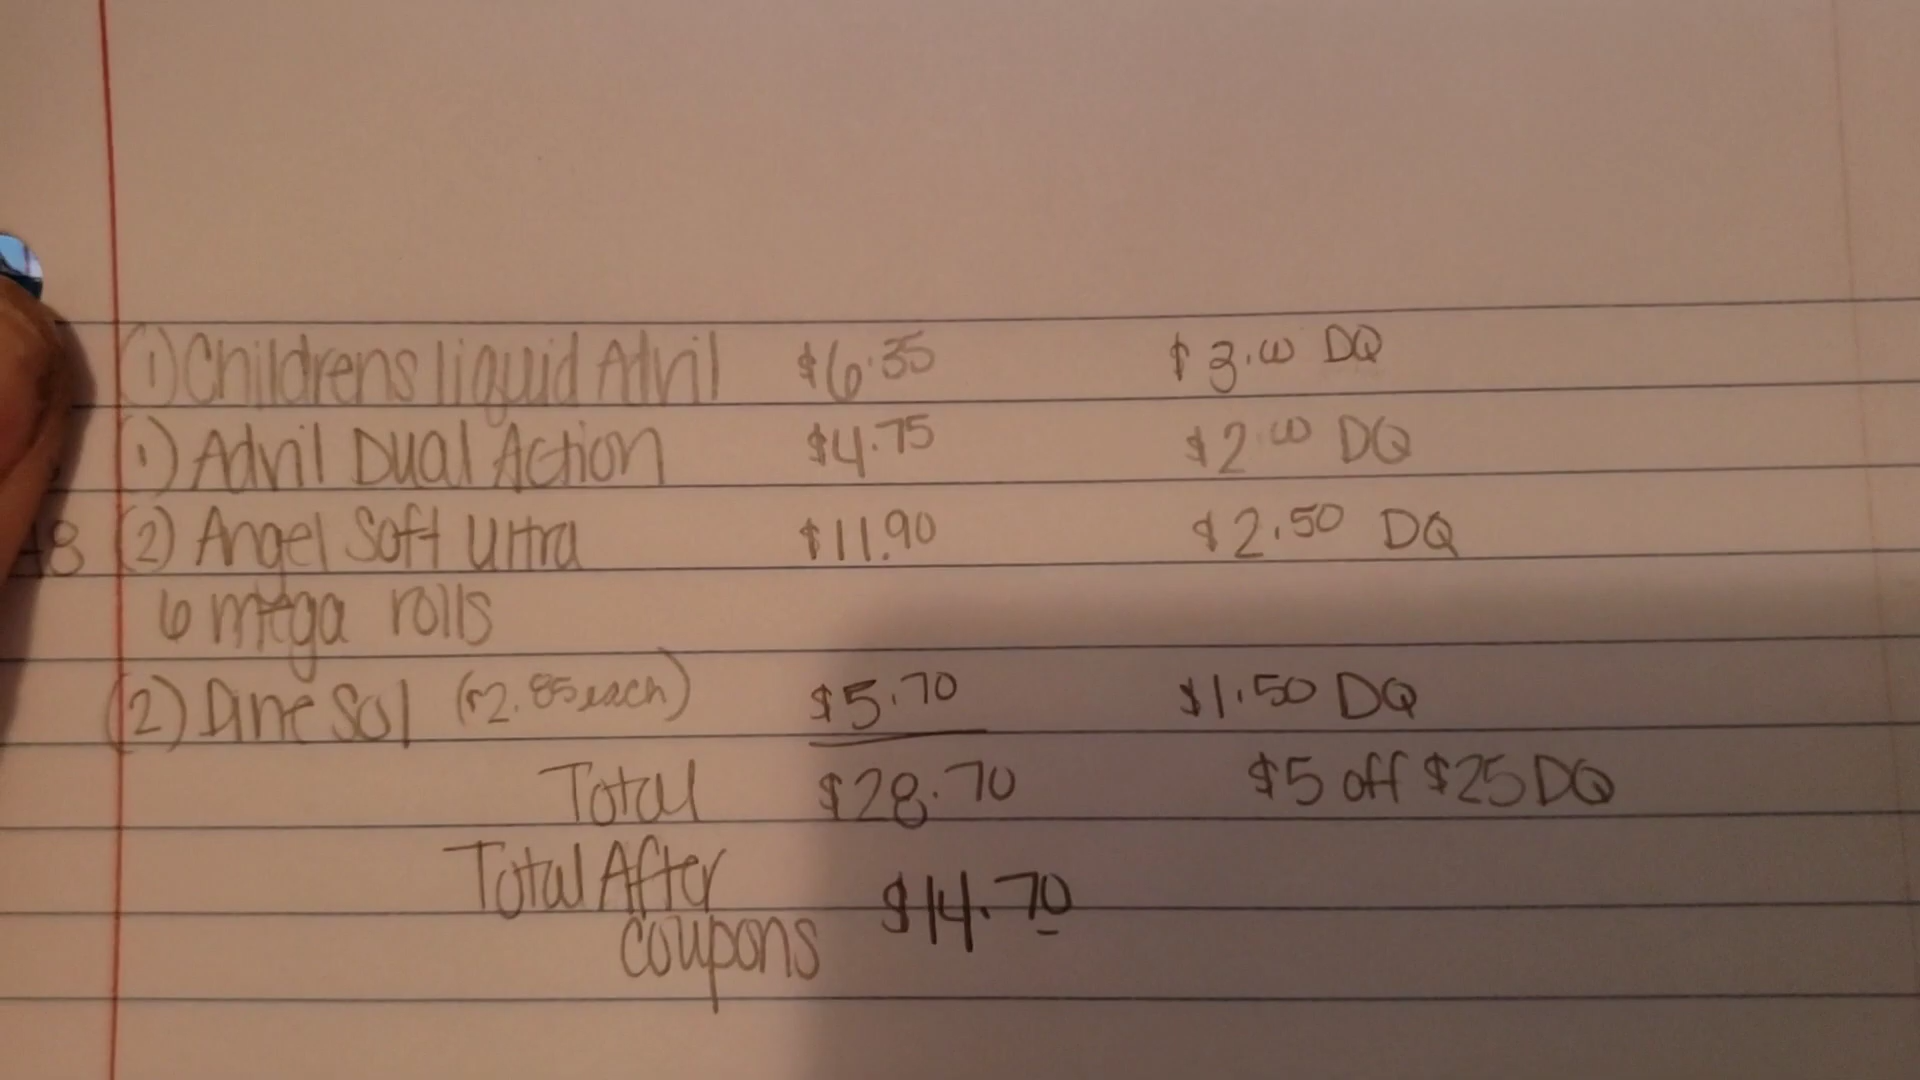 (1) Childrens liquid Advil $6.35 $3.00 DQ
(1) Advil Dual Action $4.75 $2.00 DQ
(2) Angel Soft Ultra $11.90 $2.50 DQ
6 mega rolls
(2) Pine Sol ($2.85 each) $5.70 $1.50 DQ
Total $28.70 $5 off $25 DQ
Total After
coupons $14.70